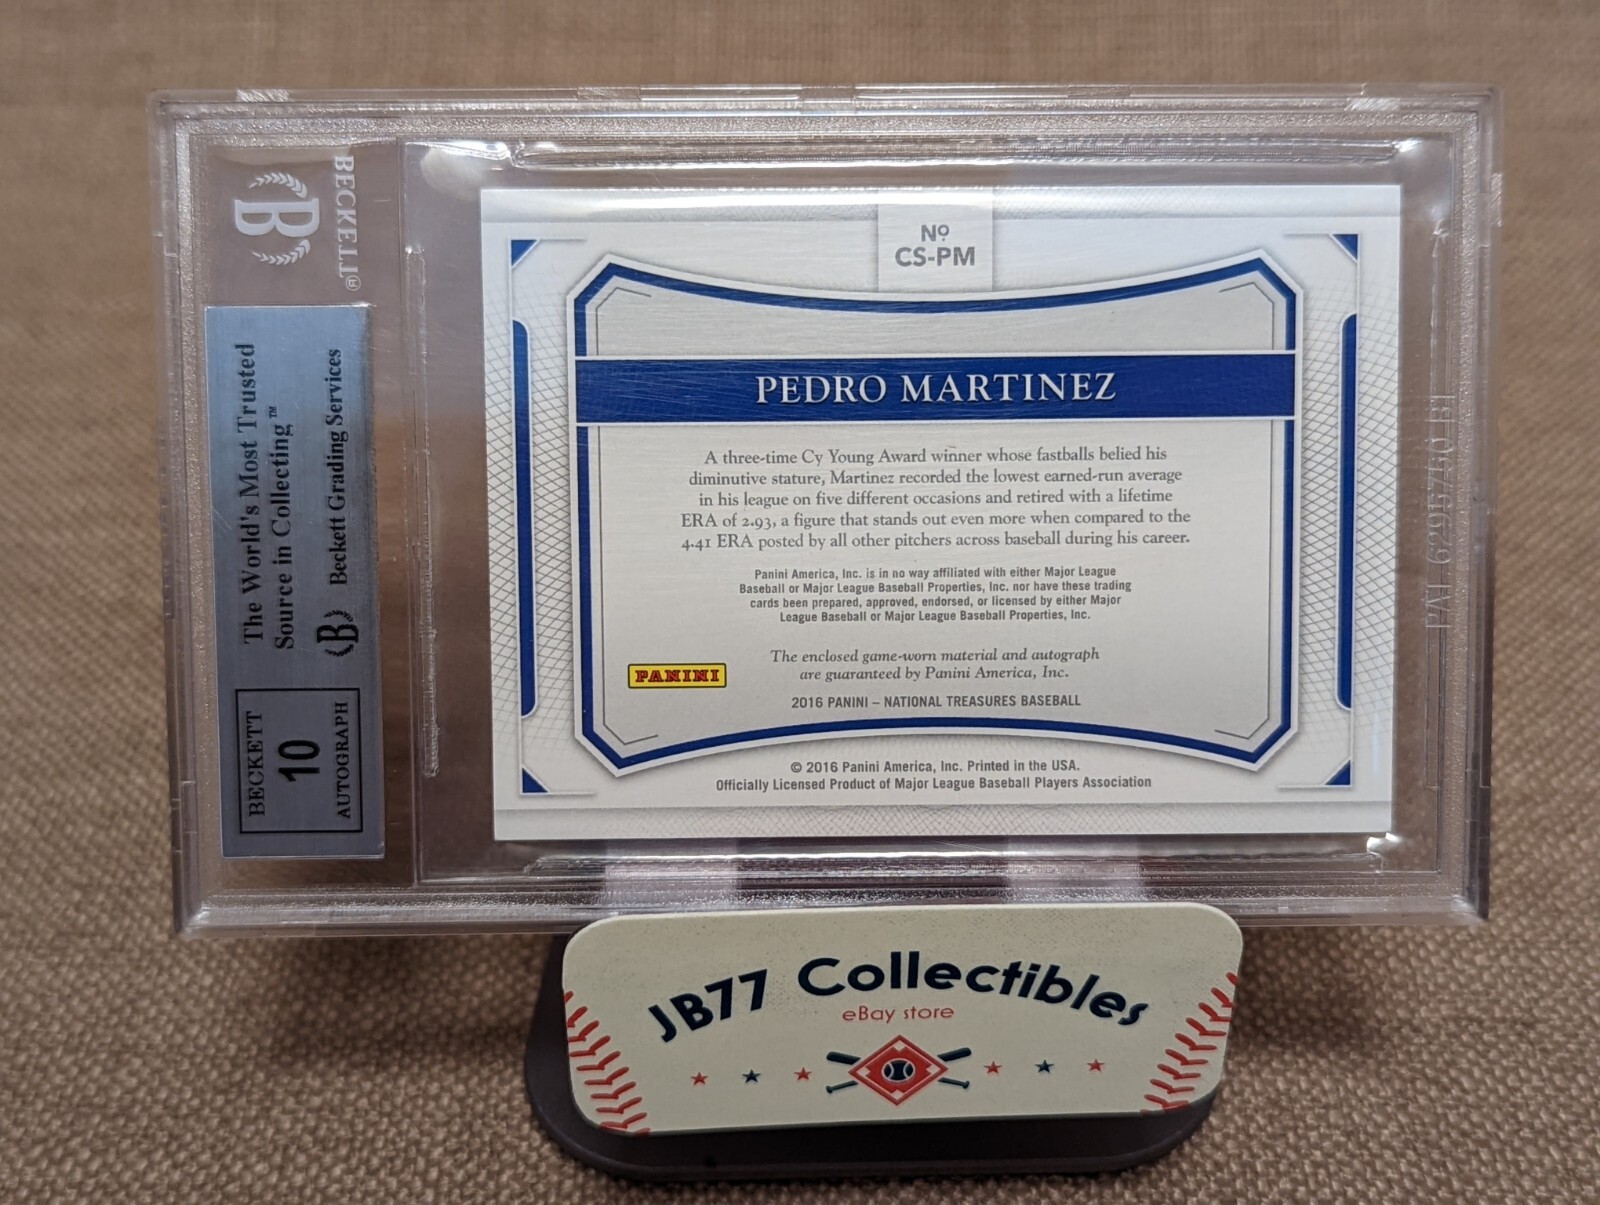 BECKETT®
B
The World's Most Trusted
Source in Collecting™
B Beckett Grading Services
BECKETT
10
AUTOGRAPH
Nº
CS-PM
PEDRO MARTINEZ
A three-time Cy Young Award winner whose fastballs belied his
diminutive stature, Martinez recorded the lowest earned-run average
in his league on five different occasions and retired with a lifetime
ERA of 2.93, a figure that stands out even more when compared to the
4.41 ERA posted by all other pitchers across baseball during his career.
Panini America, Inc. is in no way affiliated with either Major League
Baseball or Major League Baseball Properties, Inc. nor have these trading
cards been prepared, approved, endorsed, or licensed by either Major
League Baseball or Major League Baseball Properties, Inc.
The enclosed game-worn material and autograph
are guaranteed by Panini America, Inc.
PANINI
2016 PANINI – NATIONAL TREASURES BASEBALL
© 2016 Panini America, Inc. Printed in the USA.
Officially Licensed Product of Major League Baseball Players Association
JB77 Collectibles
eBay store